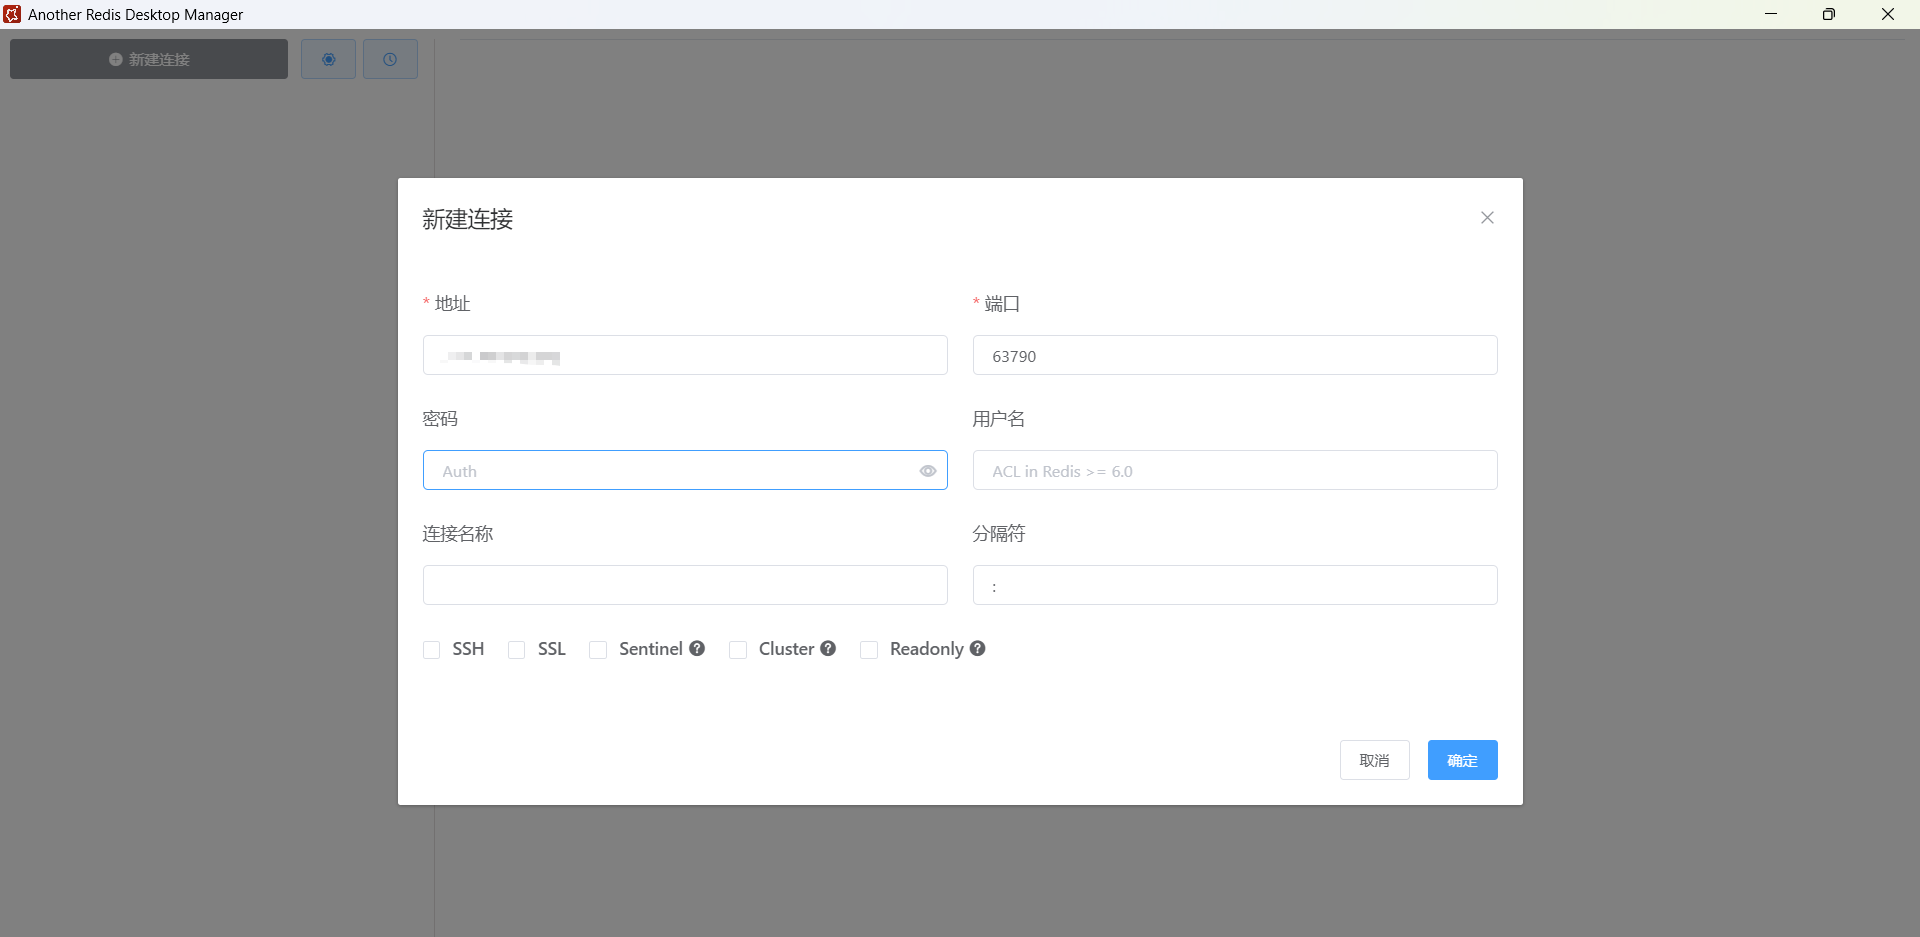 Another Redis Desktop Manager
新建连接
新建连接
* 地址
* 端口
63790
密码
用户名
Auth
ACL in Redis >= 6.0
连接名称
分隔符
:
SSH SSL Sentinel ? Cluster ? Readonly ?
取消 确定